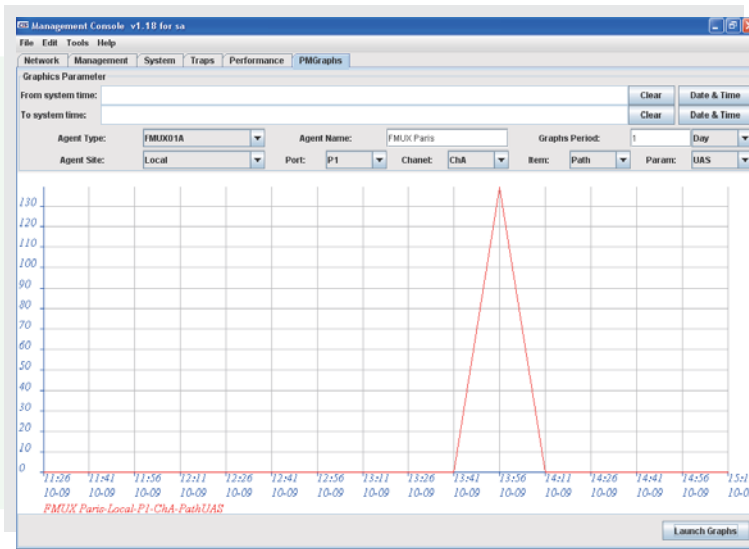 Management Console v1.18 for sa
File Edit Tools Help
Network Management System Traps Performance PMGraphs
Graphics Parameter
From system time: Clear Date & Time
To system time: Clear Date & Time
Agent Type: FMUX01A Agent Name: FMUX Paris Graphs Period: 1 Day
Agent Site: Local Port: P1 Chanel: ChA Item: Path Param: UAS
130
120
110
100
90
80
70
60
50
40
30
20
10
0
11:26 11:41 11:56 12:11 12:26 12:41 12:56 13:11 13:26 13:41 13:56 14:11 14:26 14:41 14:56
10-09 10-09 10-09 10-09 10-09 10-09 10-09 10-09 10-09 10-09 10-09 10-09 10-09 10-09 10-09
FMUX Paris-Local-P1-ChA-PathUAS
Launch Graphs